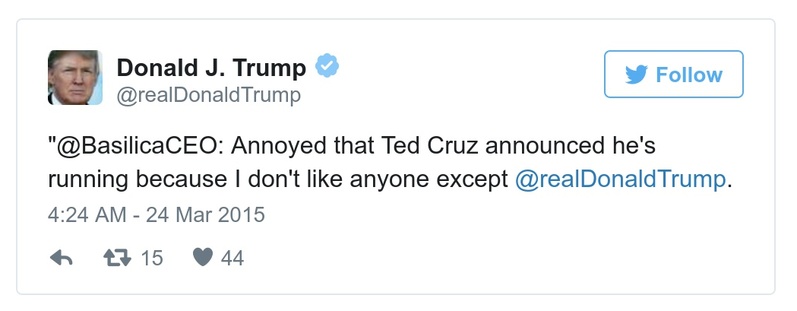 Donald J. Trump
@realDonaldTrump
Follow
"@BasilicaCEO: Annoyed that Ted Cruz announced he's
running because I don't like anyone except @realDonaldTrump.
4:24 AM - 24 Mar 2015
15 44